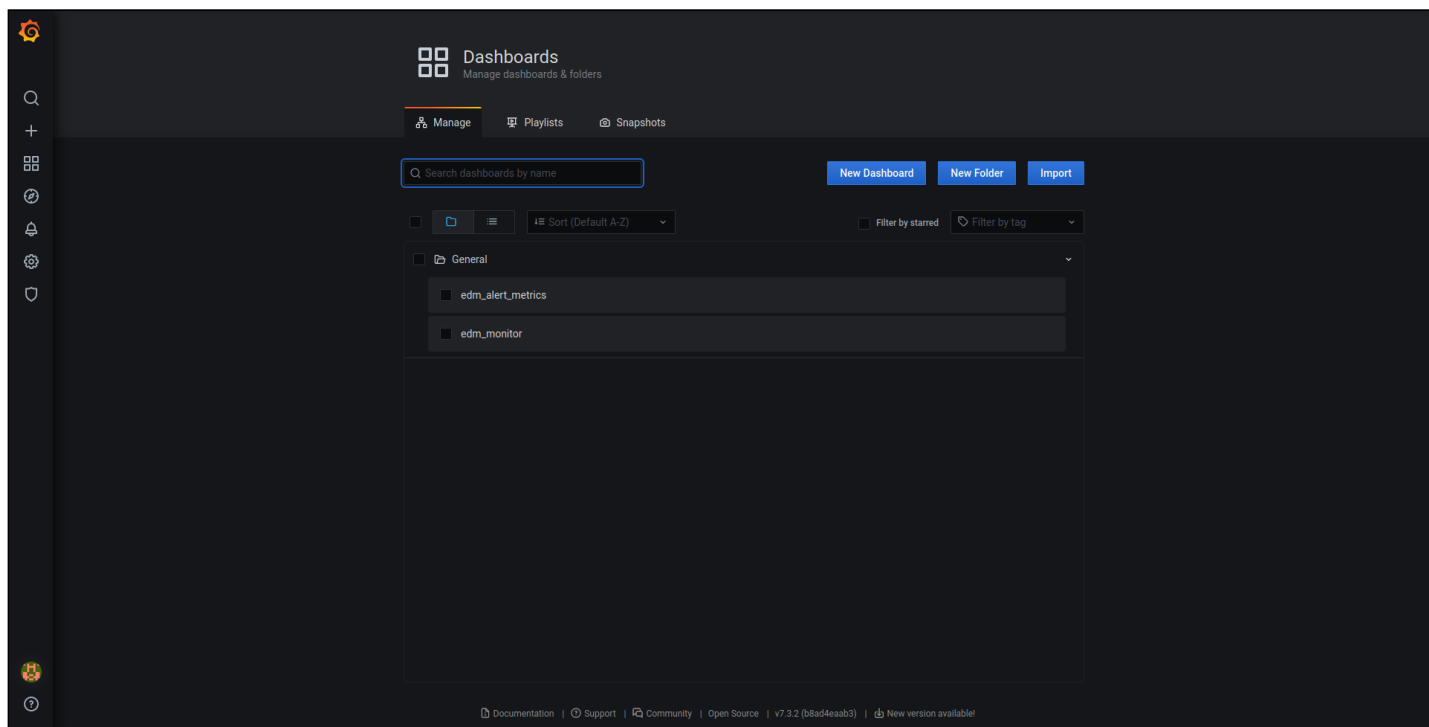 Dashboards
Manage dashboards & folders
Manage Playlists Snapshots
Search dashboards by name New Dashboard New Folder Import
Sort (Default A-Z) Filter by starred Filter by tag
General
edm_alert_metrics
edm_monitor
Documentation | Support | Community | Open Source | v7.3.2 (b8ad4eaab3) | New version available!